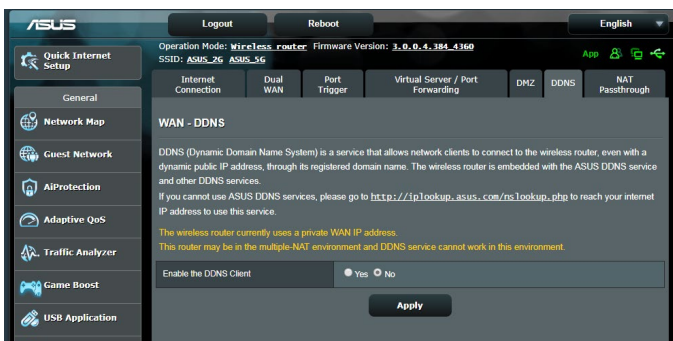 ASUS
Logout
Reboot
English
Quick Internet Setup
General
Network Map
Guest Network
AiProtection
Adaptive QoS
Traffic Analyzer
Game Boost
USB Application
Operation Mode: Wireless router Firmware Version: 3.0.0.4.384_4360
SSID: ASUS_2G ASUS_5G
App
Internet Connection
Dual WAN
Port Trigger
Virtual Server / Port Forwarding
DMZ
DDNS
NAT Passthrough
WAN - DDNS
DDNS (Dynamic Domain Name System) is a service that allows network clients to connect to the wireless router, even with a
dynamic public IP address, through its registered domain name. The wireless router is embedded with the ASUS DDNS service
and other DDNS services.
If you cannot use ASUS DDNS services, please go to http://iplookup.asus.com/nslookup.php to reach your internet
IP address to use this service.
The wireless router currently uses a private WAN IP address.
This router may be in the multiple-NAT environment and DDNS service cannot work in this environment.
Enable the DDNS Client
Yes No
Apply